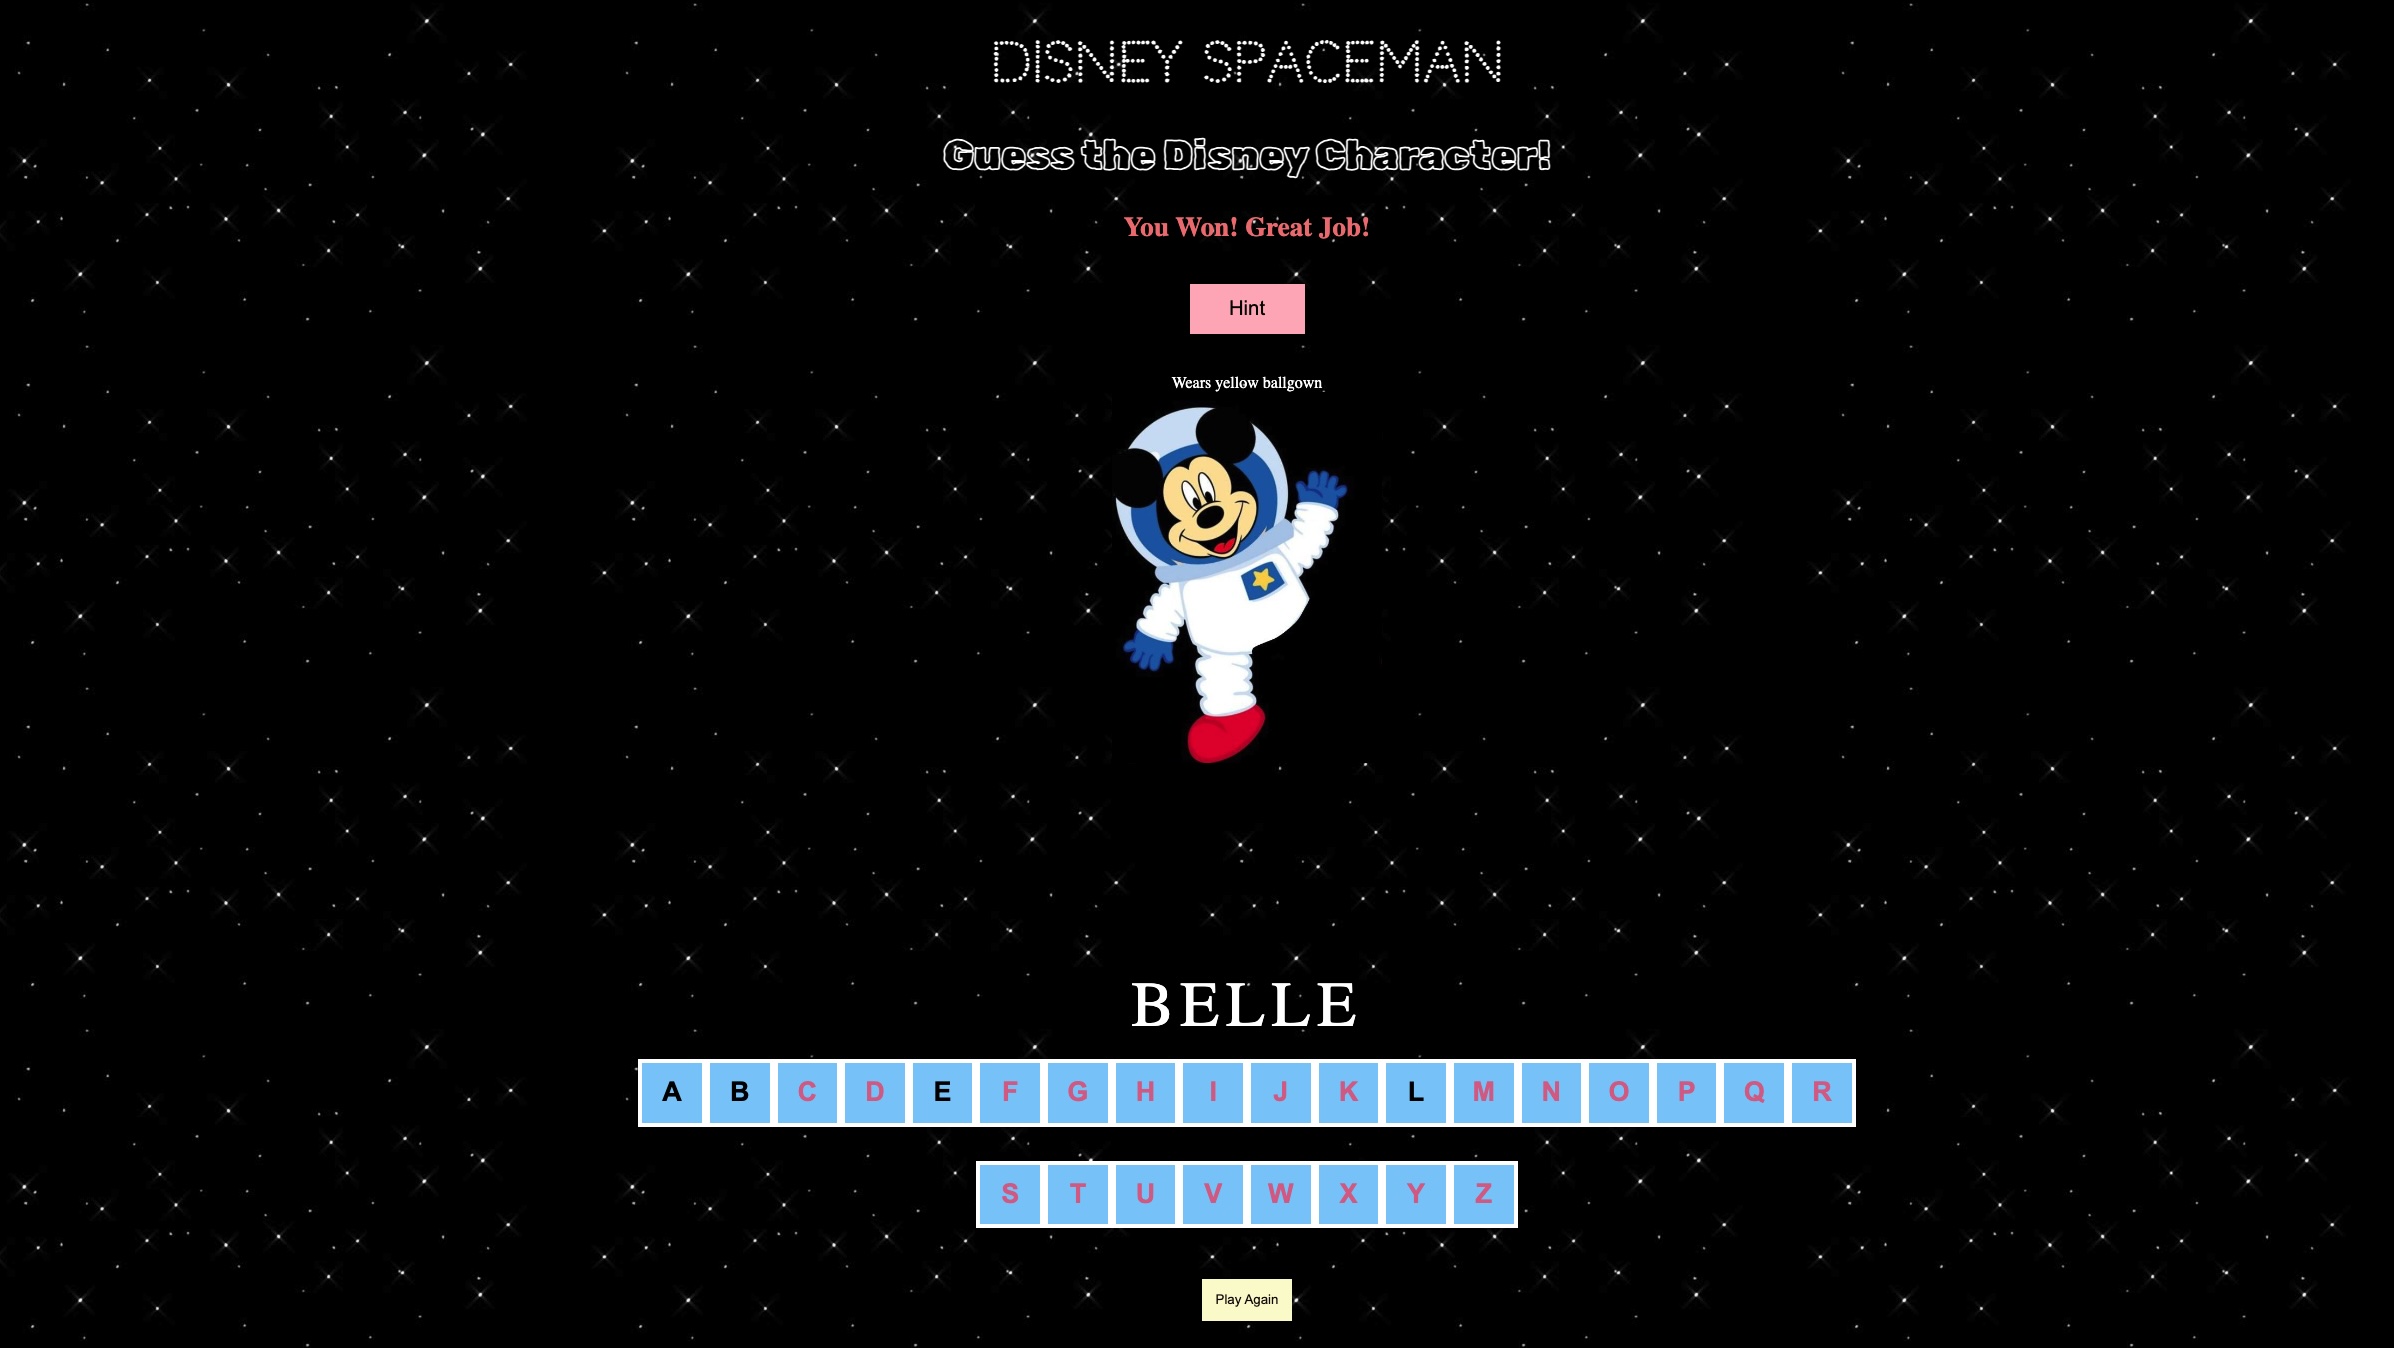 DISNEY SPACEMAN
Guess the Disney Character!
You Won! Great Job!
Hint
Wears yellow ballgown
BELLE
A B C D E F G H I J K L M N O P Q R
S T U V W X Y Z
Play Again